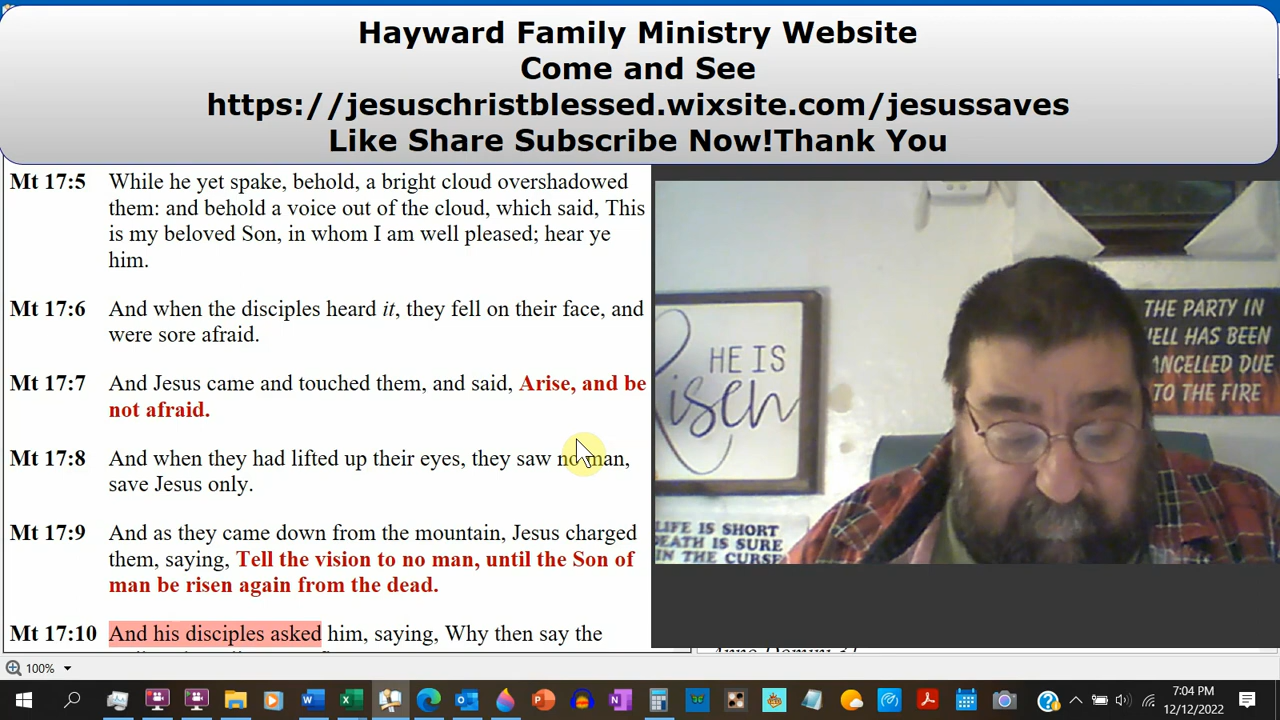 Hayward Family Ministry Website
Come and See
https://jesuschristblessed.wixsite.com/jesussaves
Like Share Subscribe Now!Thank You
Mt 17:5 While he yet spake, behold, a bright cloud overshadowed
them: and behold a voice out of the cloud, which said, This
is my beloved Son, in whom I am well pleased; hear ye
him.
Mt 17:6 And when the disciples heard it, they fell on their face, and
were sore afraid.
Mt 17:7 And Jesus came and touched them, and said, Arise, and be
not afraid.
Mt 17:8 And when they had lifted up their eyes, they saw no man,
save Jesus only.
Mt 17:9 And as they came down from the mountain, Jesus charged
them, saying, Tell the vision to no man, until the Son of
man be risen again from the dead.
Mt 17:10 And his disciples asked him, saying, Why then say the
HE IS
Risen
THE PARTY IN
ELL HAS BEEN
ANCELLED DUE
TO THE FIRE
LIFE IS SHORT
EATH IS SURE
IN THE CURSE
100%
7:04 PM
12/12/2022